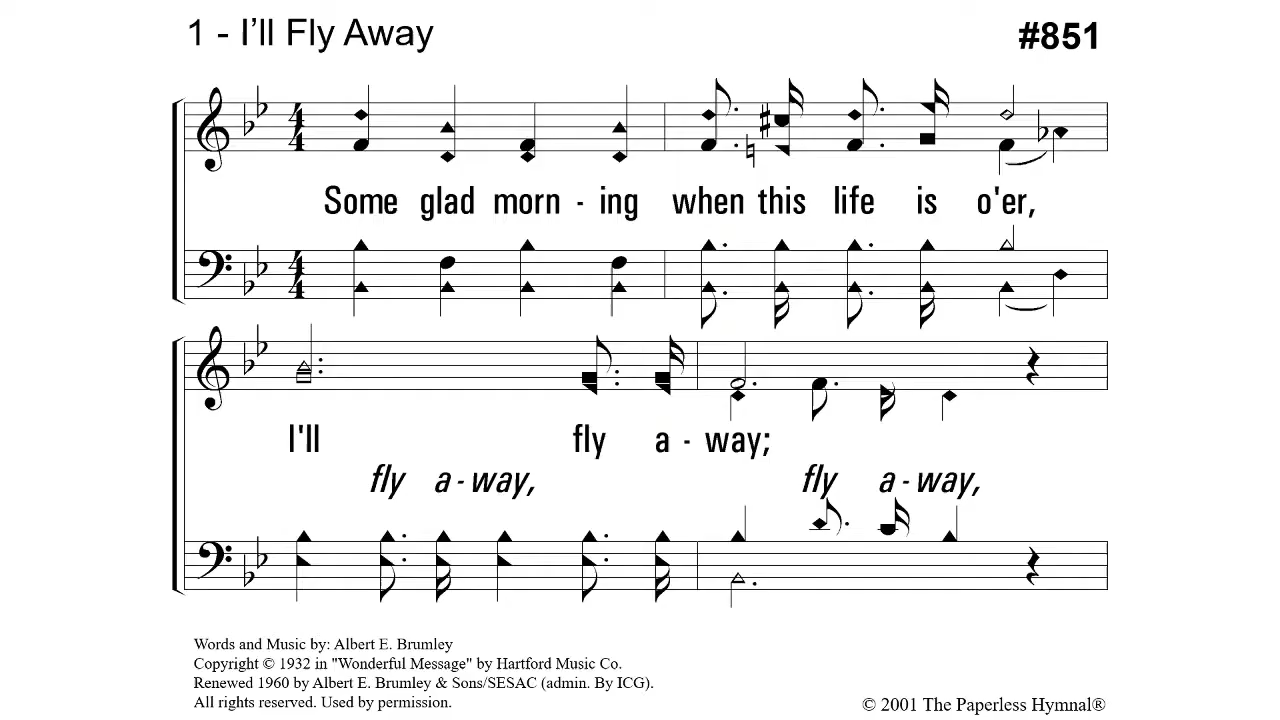 1 - I’ll Fly Away
#851
Some glad morn - ing when this life is o'er,
I'll fly a - way;
fly a - way, fly a - way,
Words and Music by: Albert E. Brumley
Copyright © 1932 in "Wonderful Message" by Hartford Music Co.
Renewed 1960 by Albert E. Brumley & Sons/SESAC (admin. By ICG).
All rights reserved. Used by permission.
© 2001 The Paperless Hymnal®